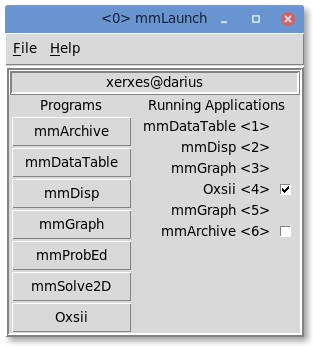 <0> mmLaunch
File Help
xerxes@darius
Programs
mmArchive
mmDataTable
mmDisp
mmGraph
mmProbEd
mmSolve2D
Oxsii
Running Applications
mmDataTable <1>
mmDisp <2>
mmGraph <3>
Oxsii <4>
mmGraph <5>
mmArchive <6>